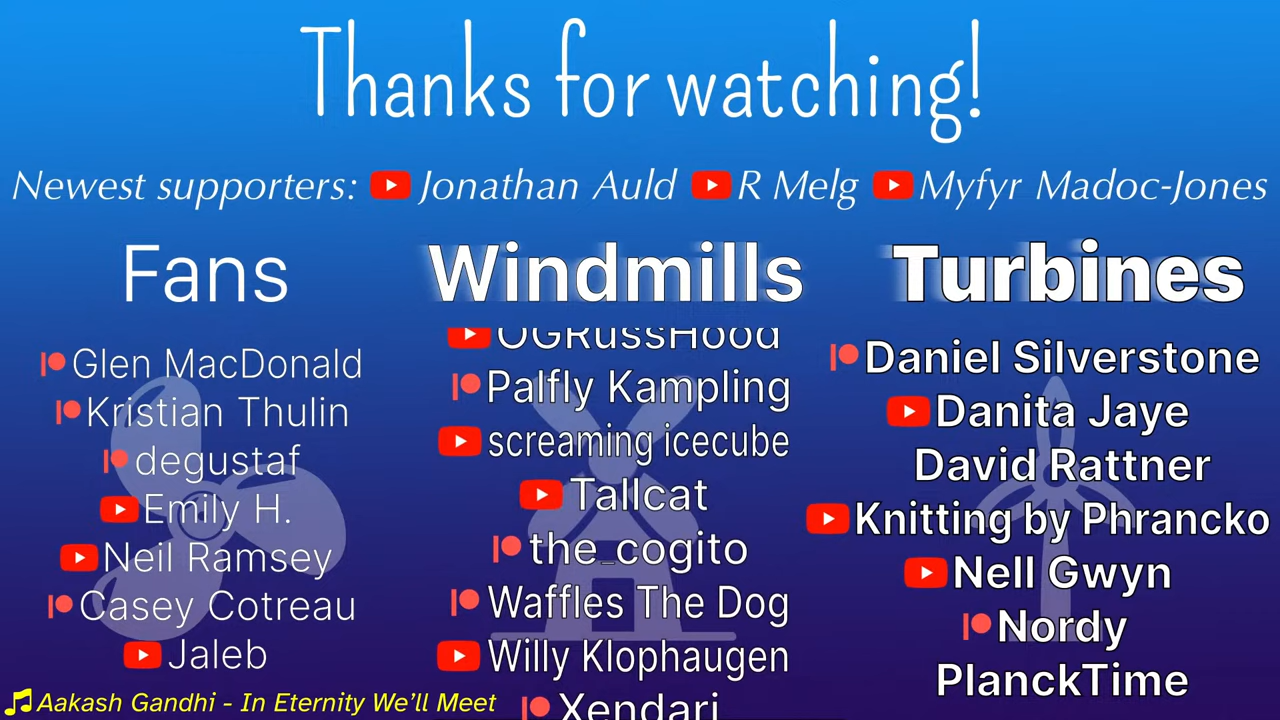 Thanks for watching!
Newest supporters: Jonathan Auld R Melg Myfyr Madoc-Jones
Fans
Glen MacDonald
Kristian Thulin
degustaf
Emily H.
Neil Ramsey
Casey Cotreau
Jaleb
Windmills
OGRussHood
Palfly Kampling
screaming icecube
Tallcat
the_cogito
Waffles The Dog
Willy Klophaugen
Xendari
Turbines
Daniel Silverstone
Danita Jaye
David Rattner
Knitting by Phrancko
Nell Gwyn
Nordy
PlanckTime
Aakash Gandhi - In Eternity We’ll Meet